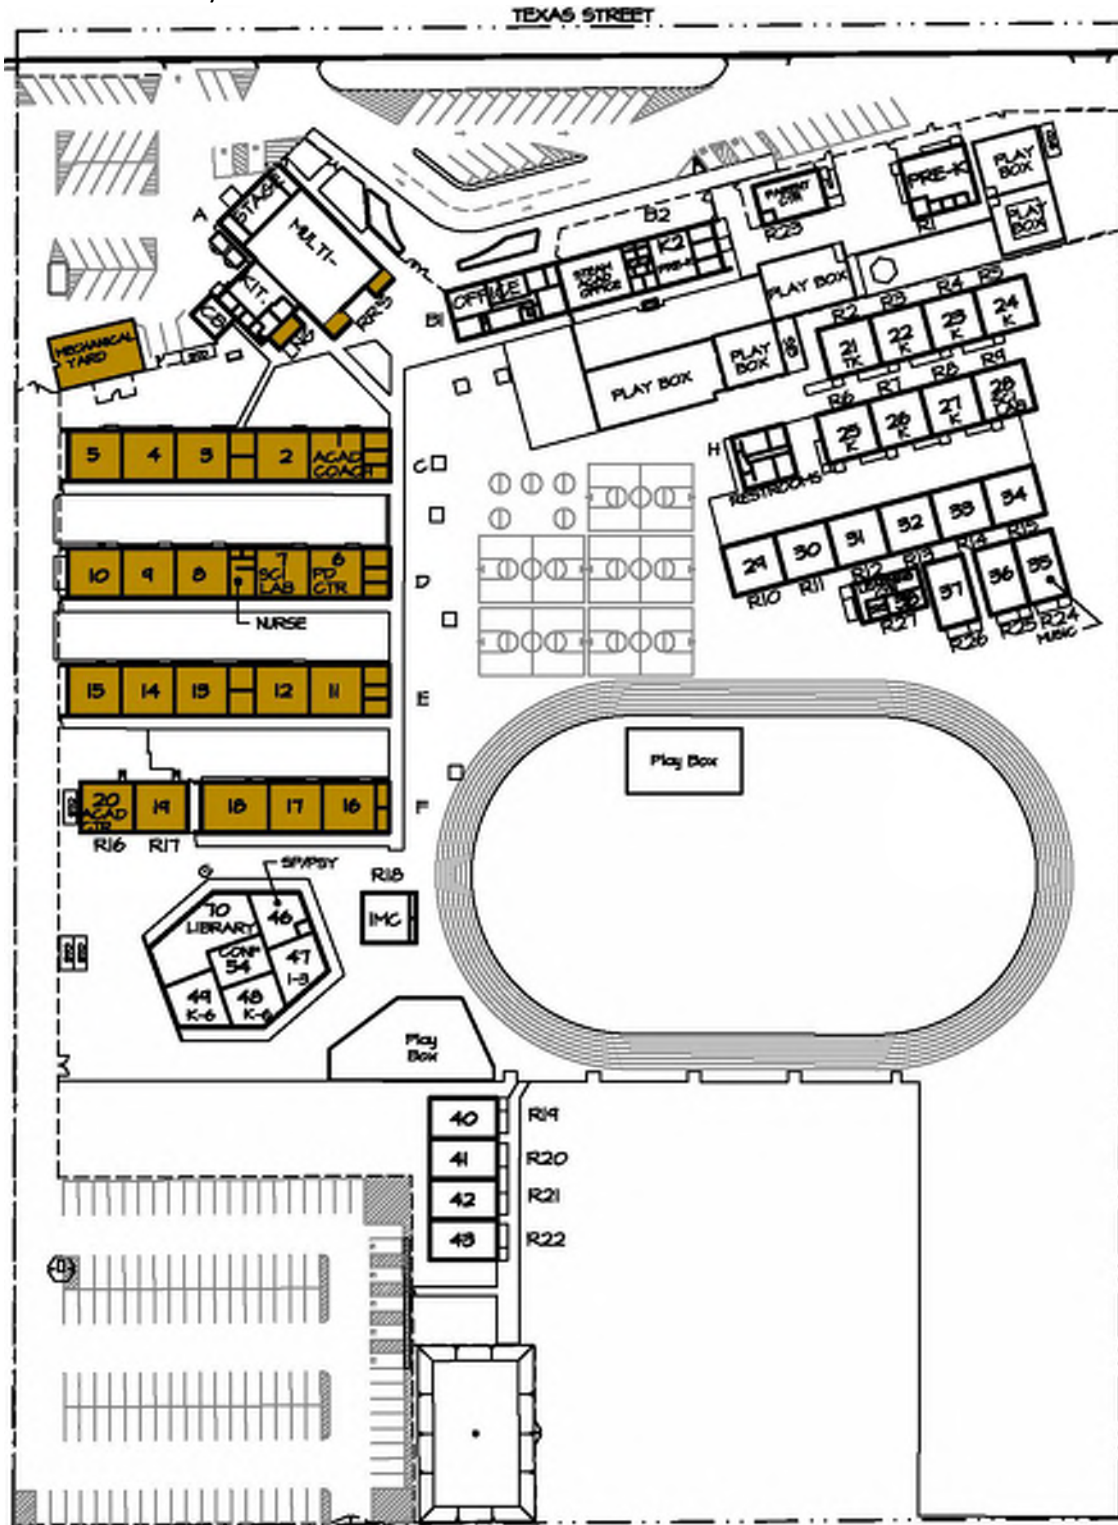 TEXAS STREET
PLAY
BOX
PRE-K
R1
PLAY
BOX
PARENT
CTR
R23
B2
K2
PRE-K
STEAM
ACAD
OFFICE
OFFICE
B1
A
STAGE
MULTI-
KIT.
RR'S
MECHANICAL
YARD
PLAY BOX
PLAY
BOX
PLAY BOX
R2
R3
R4
R5
21
TK
22
K
23
K
24
K
R6
R7
R8
R9
25
K
26
K
27
K
28
SCI
LAB
H
RESTROOMS
5
4
3
2
1
ACAD
COACH
C
29
30
31
32
33
34
R10
R11
R12
R13
R14
R15
10
9
8
7
SCI
LAB
6
PD
CTR
D
NURSE
R27
37
R26
36
R25
35
R24
MUSIC
15
14
13
12
11
E
Play Box
20
ACAD
CTR
19
18
17
16
F
R16
R17
G
SP/PSY
R18
IMC
70
LIBRARY
46
CONF
54
47
1-3
49
K-6
48
K-6
Play
Box
40
R19
41
R20
42
R21
43
R22